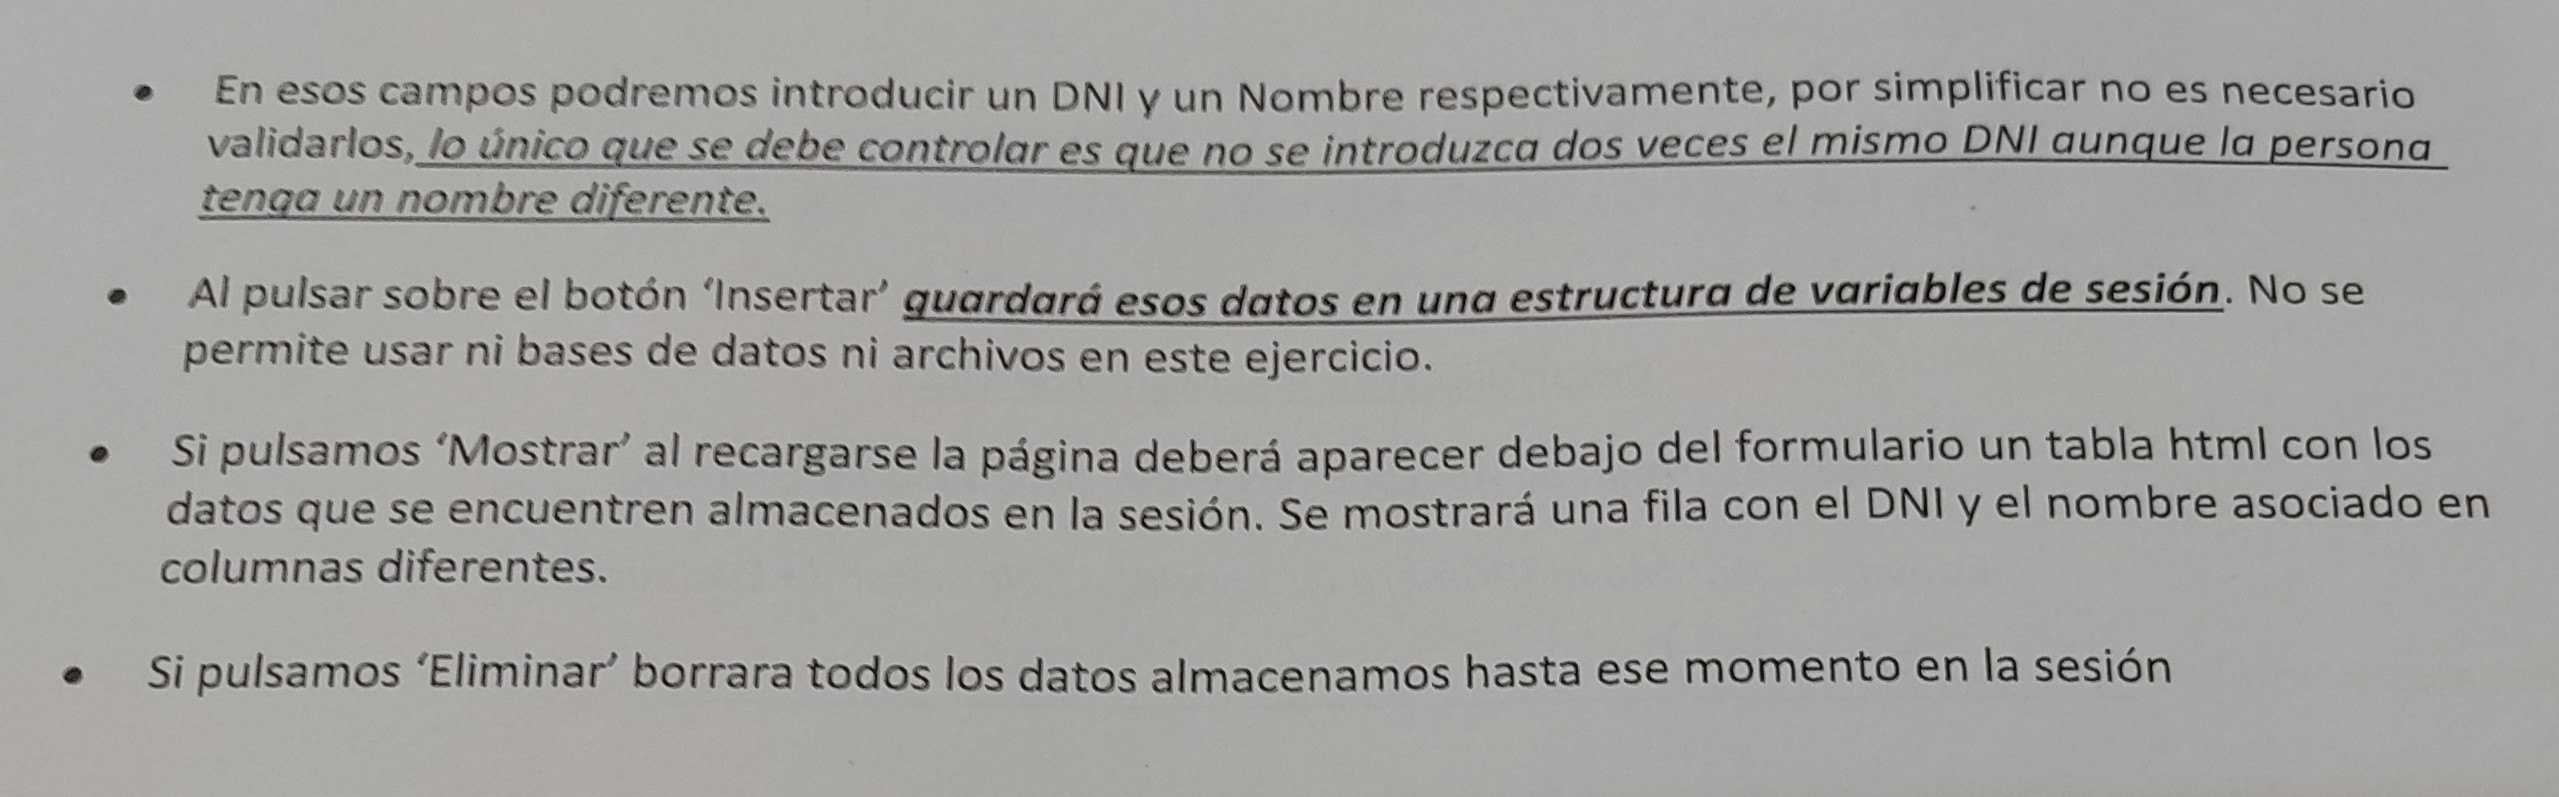 • En esos campos podremos introducir un DNI y un Nombre respectivamente, por simplificar no es necesario
validarlos, lo único que se debe controlar es que no se introduzca dos veces el mismo DNI aunque la persona
tenga un nombre diferente.
• Al pulsar sobre el botón ‘Insertar’ guardará esos datos en una estructura de variables de sesión. No se
permite usar ni bases de datos ni archivos en este ejercicio.
• Si pulsamos ‘Mostrar’ al recargarse la página deberá aparecer debajo del formulario un tabla html con los
datos que se encuentren almacenados en la sesión. Se mostrará una fila con el DNI y el nombre asociado en
columnas diferentes.
• Si pulsamos ‘Eliminar’ borrara todos los datos almacenamos hasta ese momento en la sesión